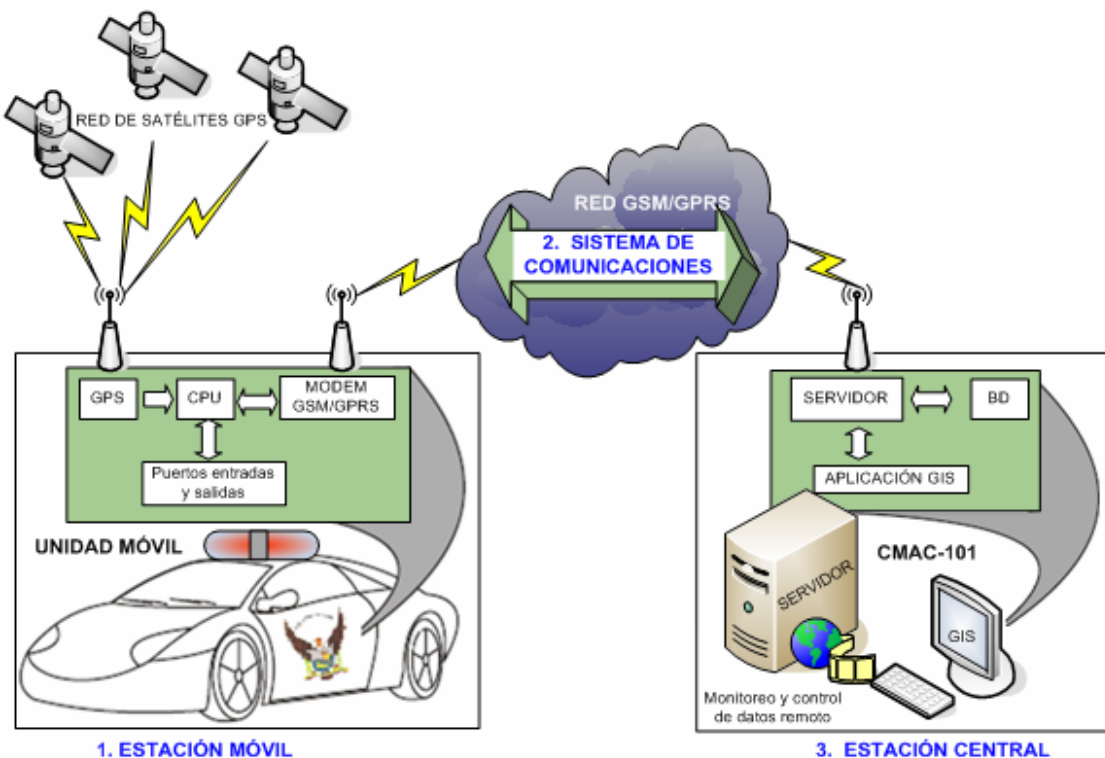 RED DE SATÉLITES GPS
RED GSM/GPRS
2. SISTEMA DE
COMUNICACIONES
GPS
CPU
MODEM
GSM/GPRS
Puertos entradas
y salidas
UNIDAD MÓVIL
1. ESTACIÓN MÓVIL
SERVIDOR
BD
APLICACIÓN GIS
CMAC-101
SERVIDOR
GIS
Monitoreo y control
de datos remoto
3. ESTACIÓN CENTRAL